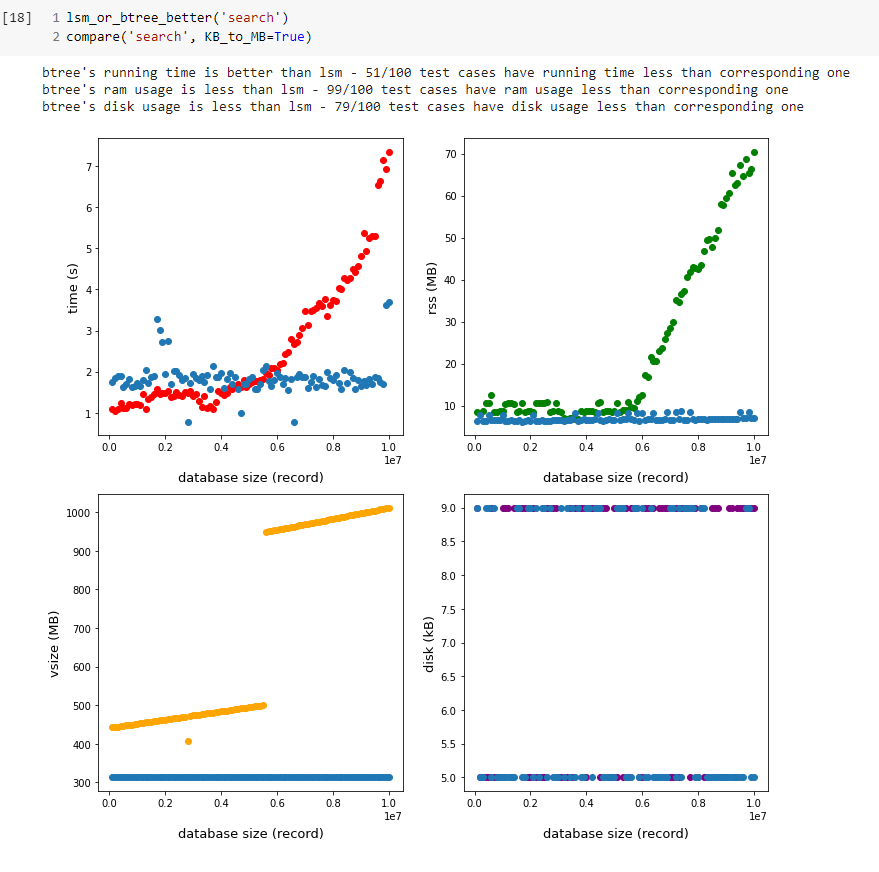 [18] 1 lsm_or_btree_better('search')
2 compare('search', KB_to_MB=True)
btree's running time is better than lsm - 51/100 test cases have running time less than corresponding one
btree's ram usage is less than lsm - 99/100 test cases have ram usage less than corresponding one
btree's disk usage is less than lsm - 79/100 test cases have disk usage less than corresponding one
time (s)
7
6
5
4
3
2
1
0.0 0.2 0.4 0.6 0.8 1.0
1e7
database size (record)
rss (MB)
70
60
50
40
30
20
10
0.0 0.2 0.4 0.6 0.8 1.0
1e7
database size (record)
vsize (MB)
1000
900
800
700
600
500
400
300
0.0 0.2 0.4 0.6 0.8 1.0
1e7
database size (record)
disk (kB)
9.0
8.5
8.0
7.5
7.0
6.5
6.0
5.5
5.0
0.0 0.2 0.4 0.6 0.8 1.0
1e7
database size (record)